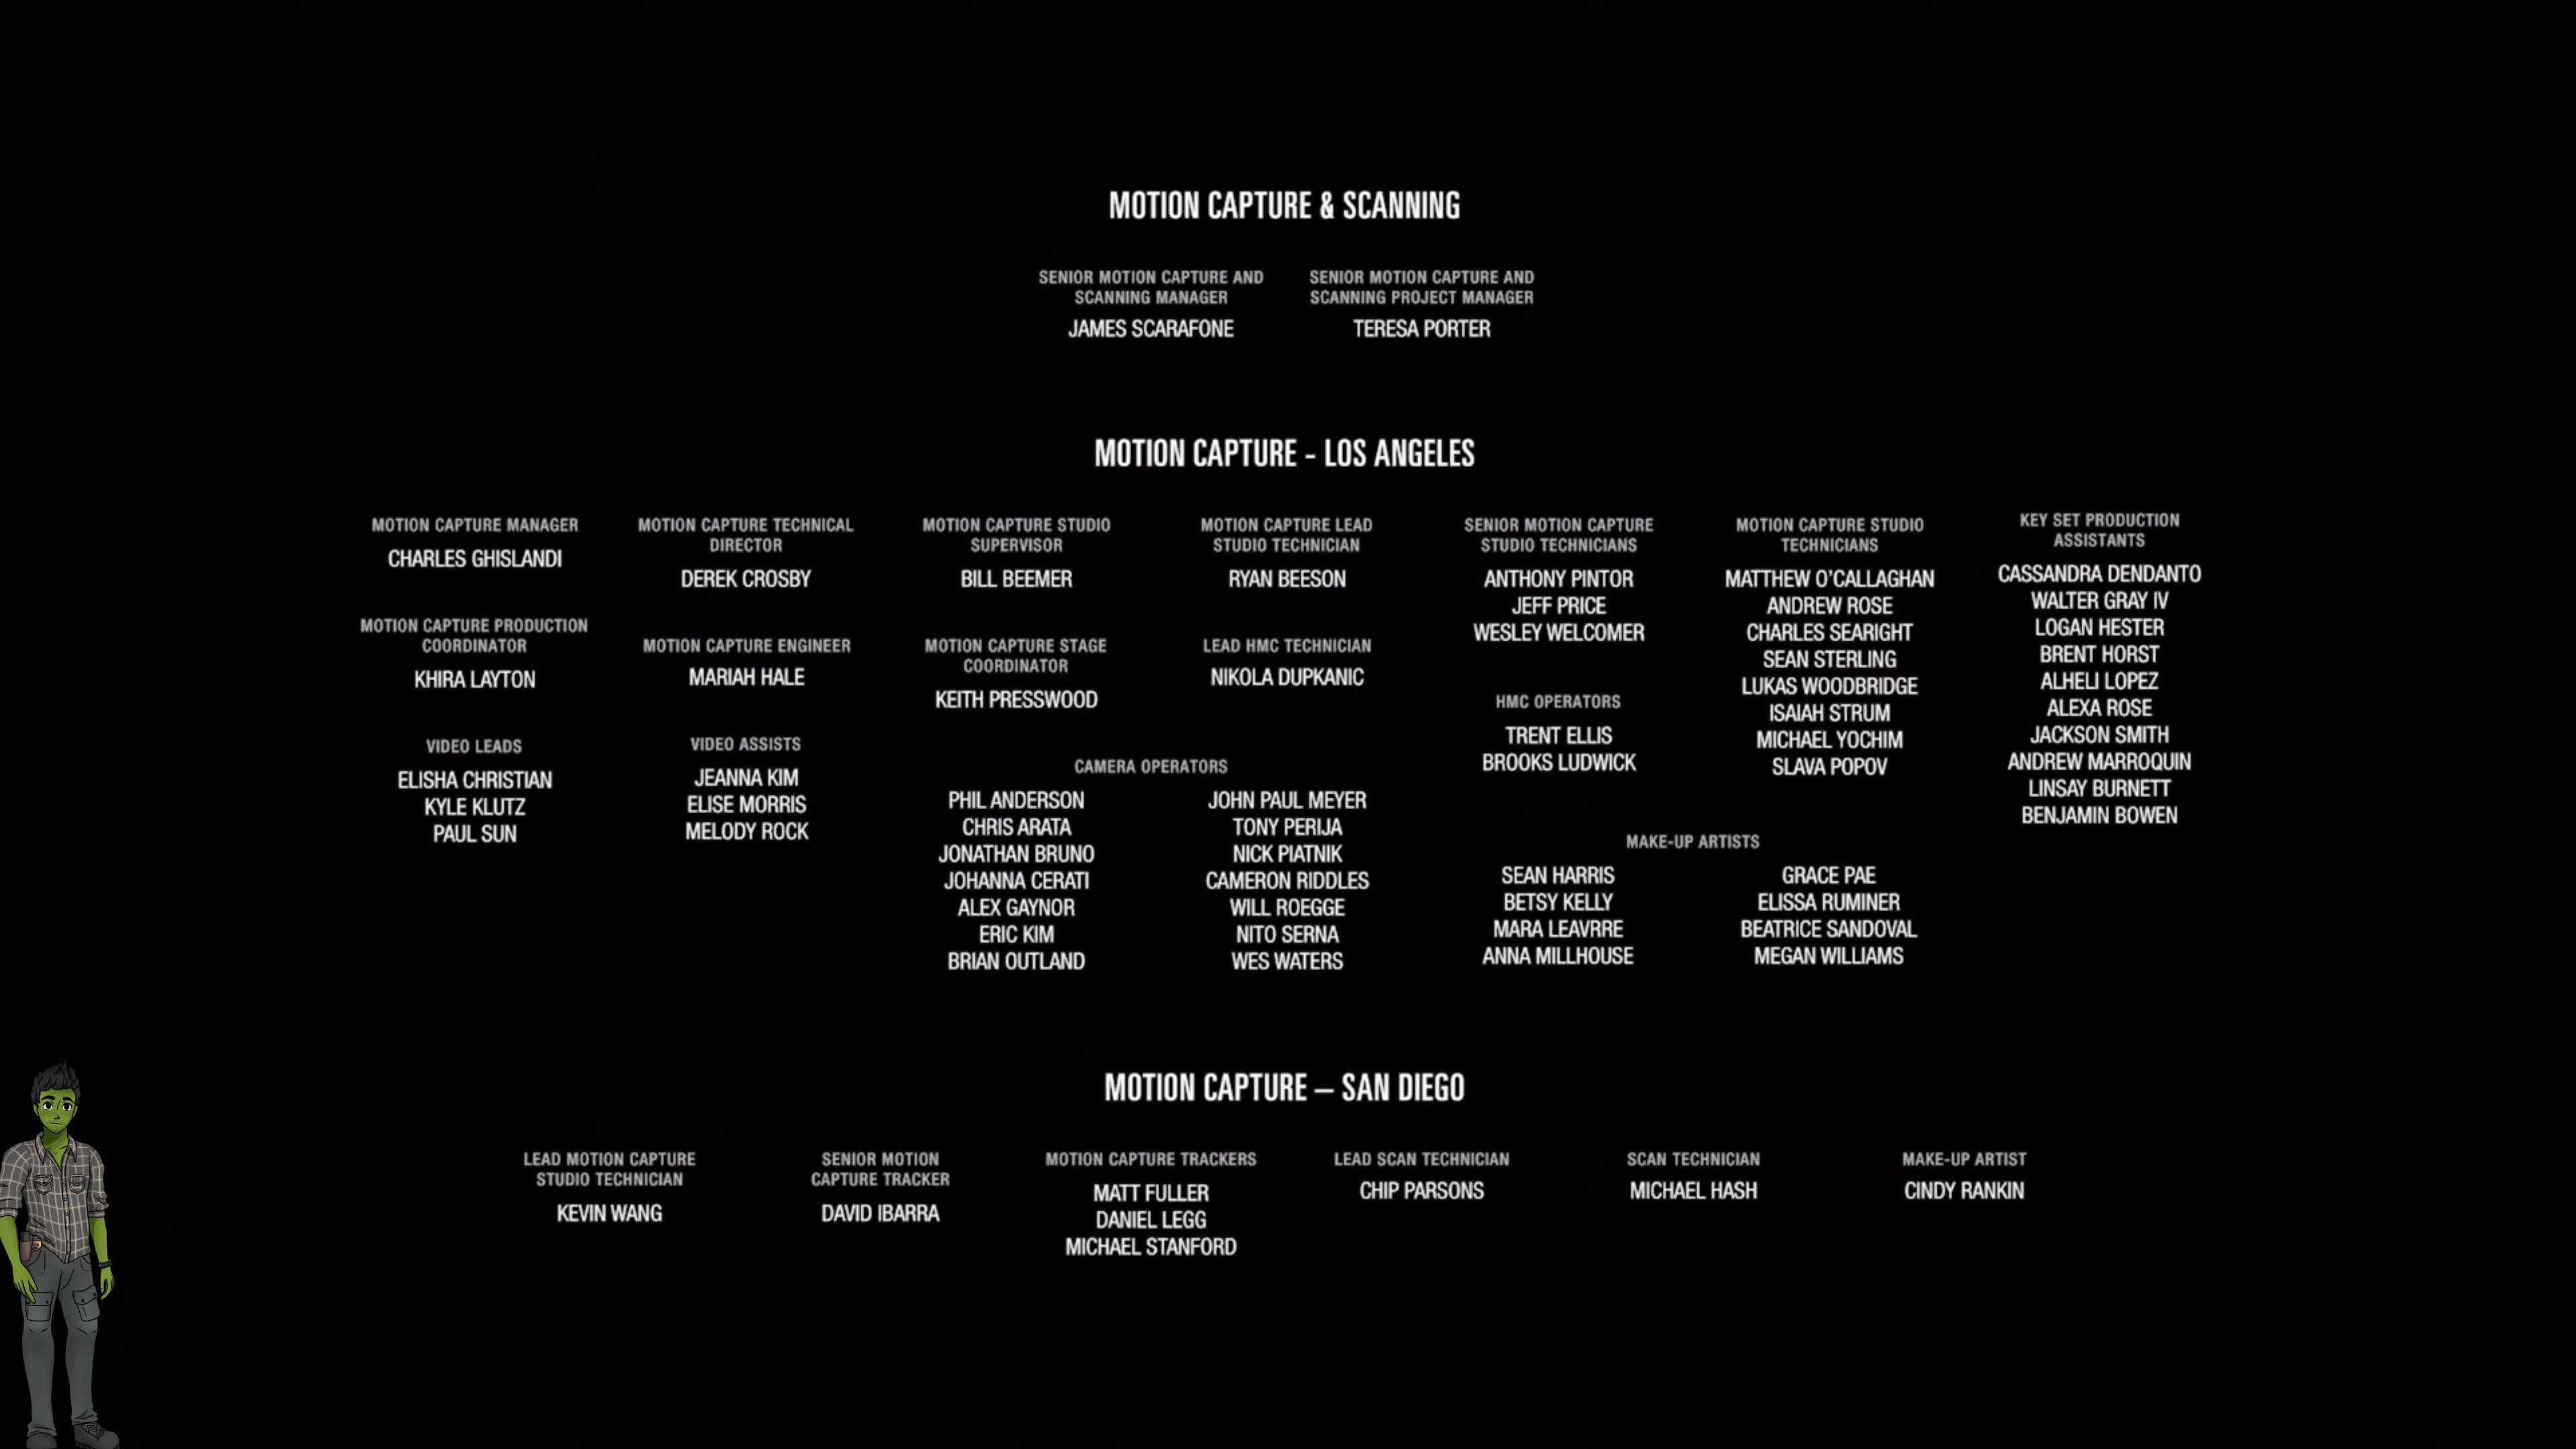 MOTION CAPTURE & SCANNING
SENIOR MOTION CAPTURE AND
SCANNING MANAGER
JAMES SCARAFONE
SENIOR MOTION CAPTURE AND
SCANNING PROJECT MANAGER
TERESA PORTER
MOTION CAPTURE - LOS ANGELES
MOTION CAPTURE MANAGER
CHARLES GHISLANDI
MOTION CAPTURE PRODUCTION
COORDINATOR
KHIRA LAYTON
VIDEO LEADS
ELISHA CHRISTIAN
KYLE KLUTZ
PAUL SUN
MOTION CAPTURE TECHNICAL
DIRECTOR
DEREK CROSBY
MOTION CAPTURE ENGINEER
MARIAH HALE
VIDEO ASSISTS
JEANNA KIM
ELISE MORRIS
MELODY ROCK
MOTION CAPTURE STUDIO
SUPERVISOR
BILL BEEMER
MOTION CAPTURE STAGE
COORDINATOR
KEITH PRESSWOOD
MOTION CAPTURE LEAD
STUDIO TECHNICIAN
RYAN BEESON
LEAD HMC TECHNICIAN
NIKOLA DUPKANIC
CAMERA OPERATORS
PHIL ANDERSON
CHRIS ARATA
JONATHAN BRUNO
JOHANNA CERATI
ALEX GAYNOR
ERIC KIM
BRIAN OUTLAND
JOHN PAUL MEYER
TONY PERIJA
NICK PIATNIK
CAMERON RIDDLES
WILL ROEGGE
NITO SERNA
WES WATERS
SENIOR MOTION CAPTURE
STUDIO TECHNICIANS
ANTHONY PINTOR
JEFF PRICE
WESLEY WELCOMER
HMC OPERATORS
TRENT ELLIS
BROOKS LUDWICK
MOTION CAPTURE STUDIO
TECHNICIANS
MATTHEW O'CALLAGHAN
ANDREW ROSE
CHARLES SEARIGHT
SEAN STERLING
LUKAS WOODBRIDGE
ISAIAH STRUM
MICHAEL YOCHIM
SLAVA POPOV
MAKE-UP ARTISTS
SEAN HARRIS
BETSY KELLY
MARA LEAVRRE
ANNA MILLHOUSE
GRACE PAE
ELISSA RUMINER
BEATRICE SANDOVAL
MEGAN WILLIAMS
KEY SET PRODUCTION
ASSISTANTS
CASSANDRA DENDANTO
WALTER GRAY IV
LOGAN HESTER
BRENT HORST
ALHELI LOPEZ
ALEXA ROSE
JACKSON SMITH
ANDREW MARROQUIN
LINSAY BURNETT
BENJAMIN BOWEN
MOTION CAPTURE – SAN DIEGO
LEAD MOTION CAPTURE
STUDIO TECHNICIAN
KEVIN WANG
SENIOR MOTION
CAPTURE TRACKER
DAVID IBARRA
MOTION CAPTURE TRACKERS
MATT FULLER
DANIEL LEGG
MICHAEL STANFORD
LEAD SCAN TECHNICIAN
CHIP PARSONS
SCAN TECHNICIAN
MICHAEL HASH
MAKE-UP ARTIST
CINDY RANKIN